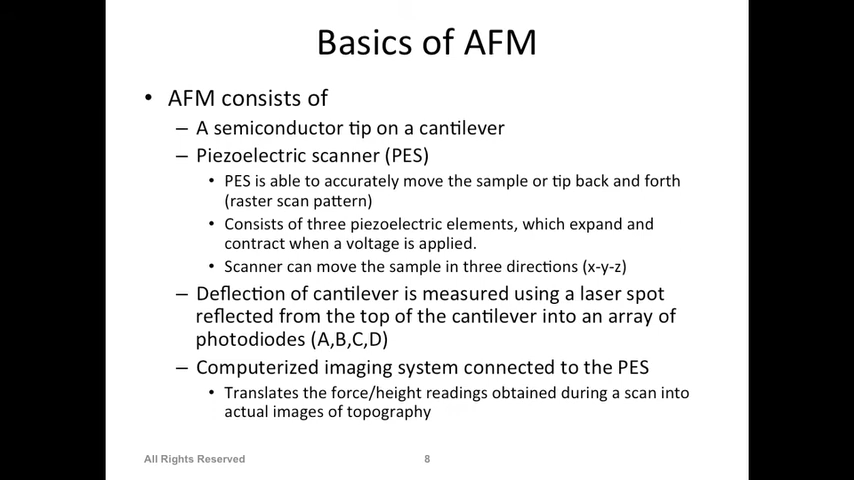 Basics of AFM
• AFM consists of
– A semiconductor tip on a cantilever
– Piezoelectric scanner (PES)
• PES is able to accurately move the sample or tip back and forth
(raster scan pattern)
• Consists of three piezoelectric elements, which expand and
contract when a voltage is applied.
• Scanner can move the sample in three directions (x-y-z)
– Deflection of cantilever is measured using a laser spot
reflected from the top of the cantilever into an array of
photodiodes (A,B,C,D)
– Computerized imaging system connected to the PES
• Translates the force/height readings obtained during a scan into
actual images of topography
All Rights Reserved
8